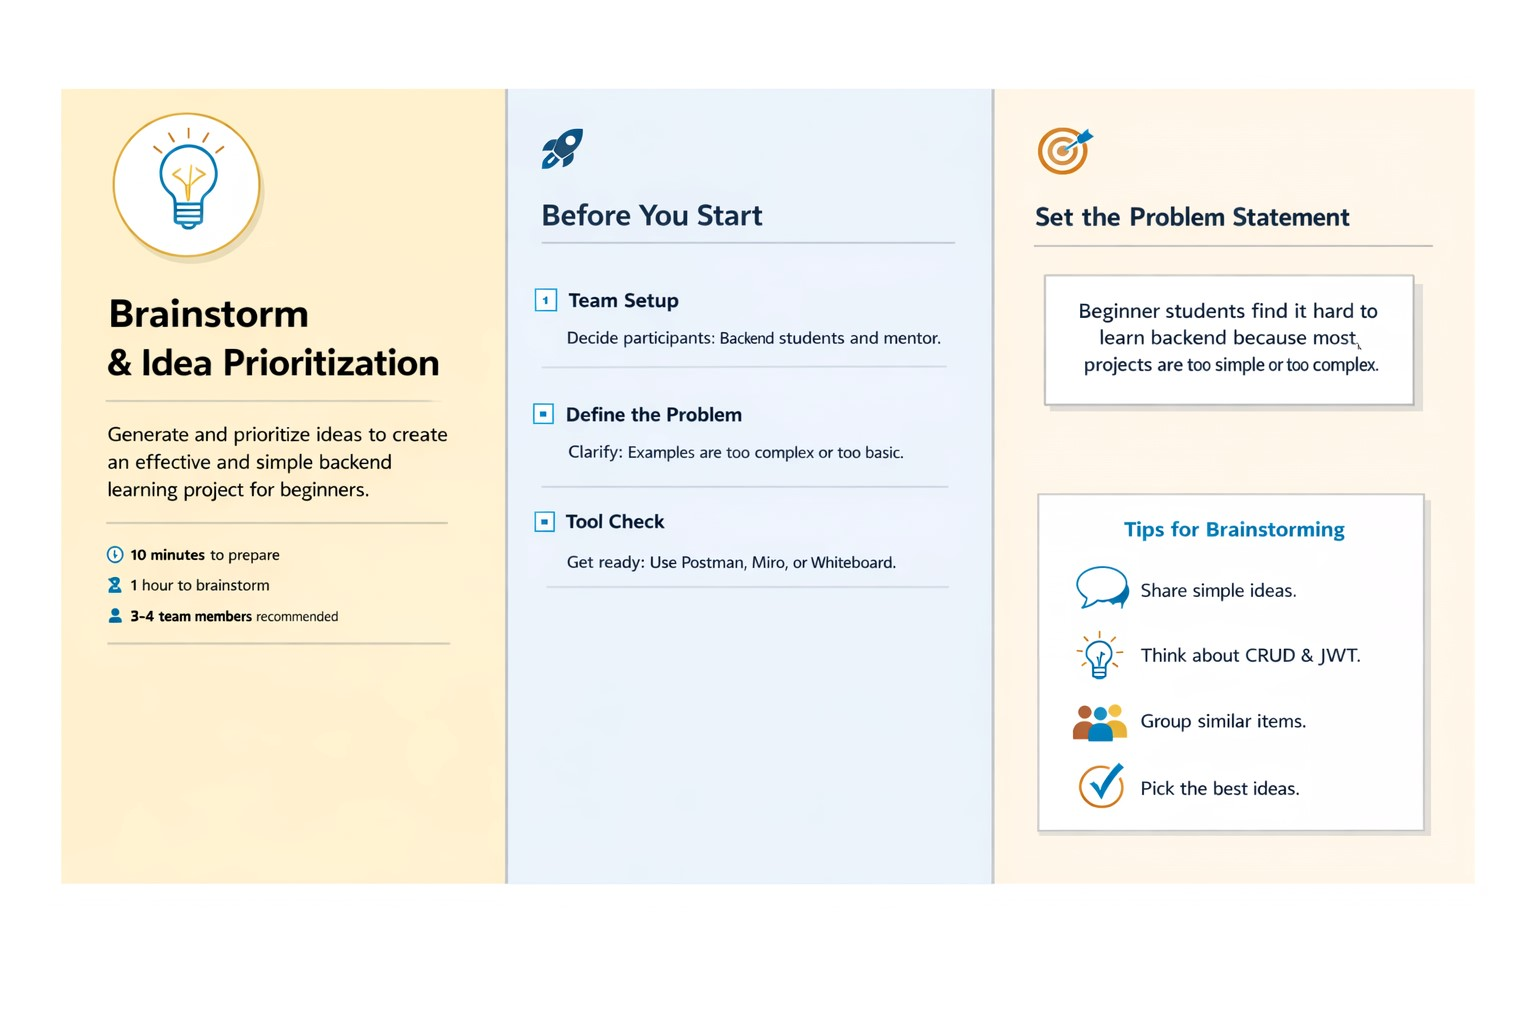 Brainstorm
& Idea Prioritization
Generate and prioritize ideas to create
an effective and simple backend
learning project for beginners.
10 minutes to prepare
1 hour to brainstorm
3-4 team members recommended
Before You Start
1 Team Setup
Decide participants: Backend students and mentor.
Define the Problem
Clarify: Examples are too complex or too basic.
Tool Check
Get ready: Use Postman, Miro, or Whiteboard.
Set the Problem Statement
Beginner students find it hard to
learn backend because most
projects are too simple or too complex.
Tips for Brainstorming
Share simple ideas.
Think about CRUD & JWT.
Group similar items.
Pick the best ideas.